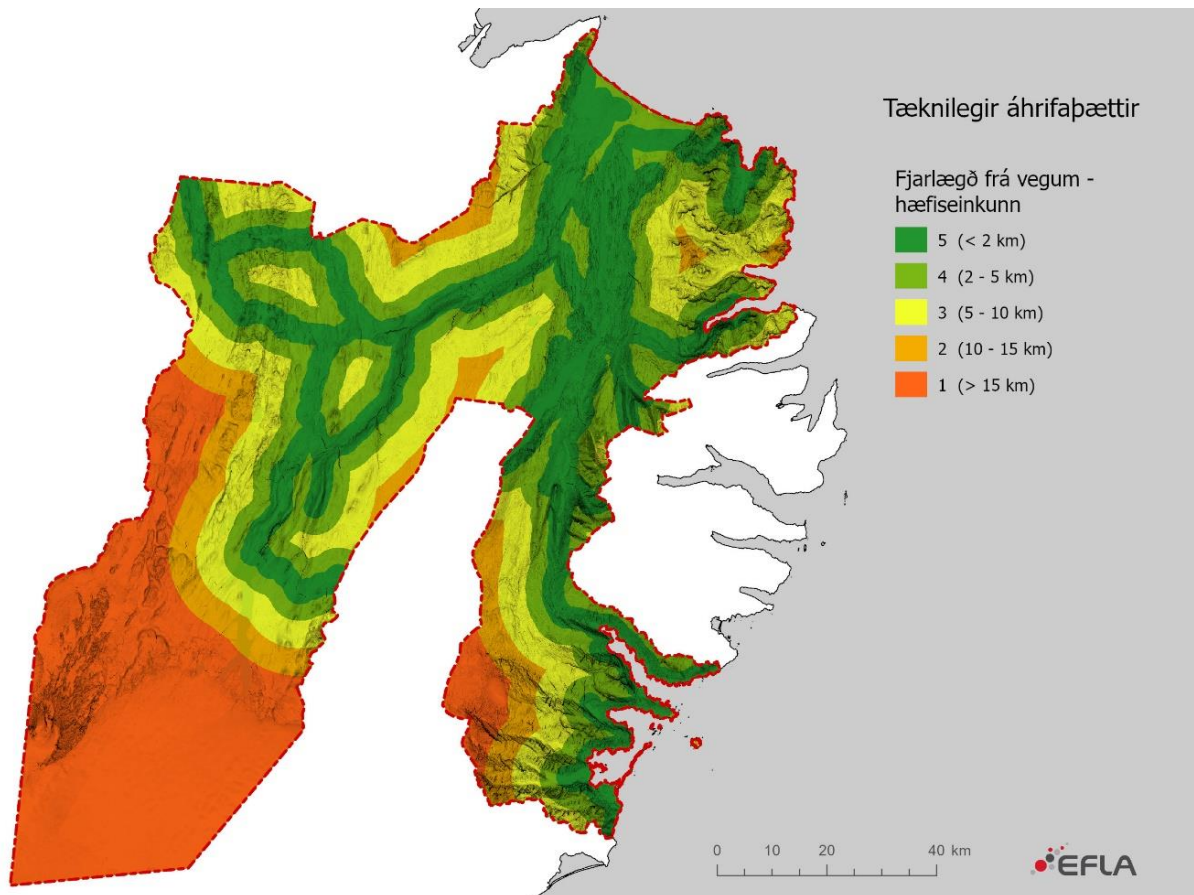 Tæknilegir áhrifaþættir
Fjarlægð frá vegum -
hæfiseinkunn
5 (< 2 km)
4 (2 - 5 km)
3 (5 - 10 km)
2 (10 - 15 km)
1 (> 15 km)
0 10 20 40 km
EFLA